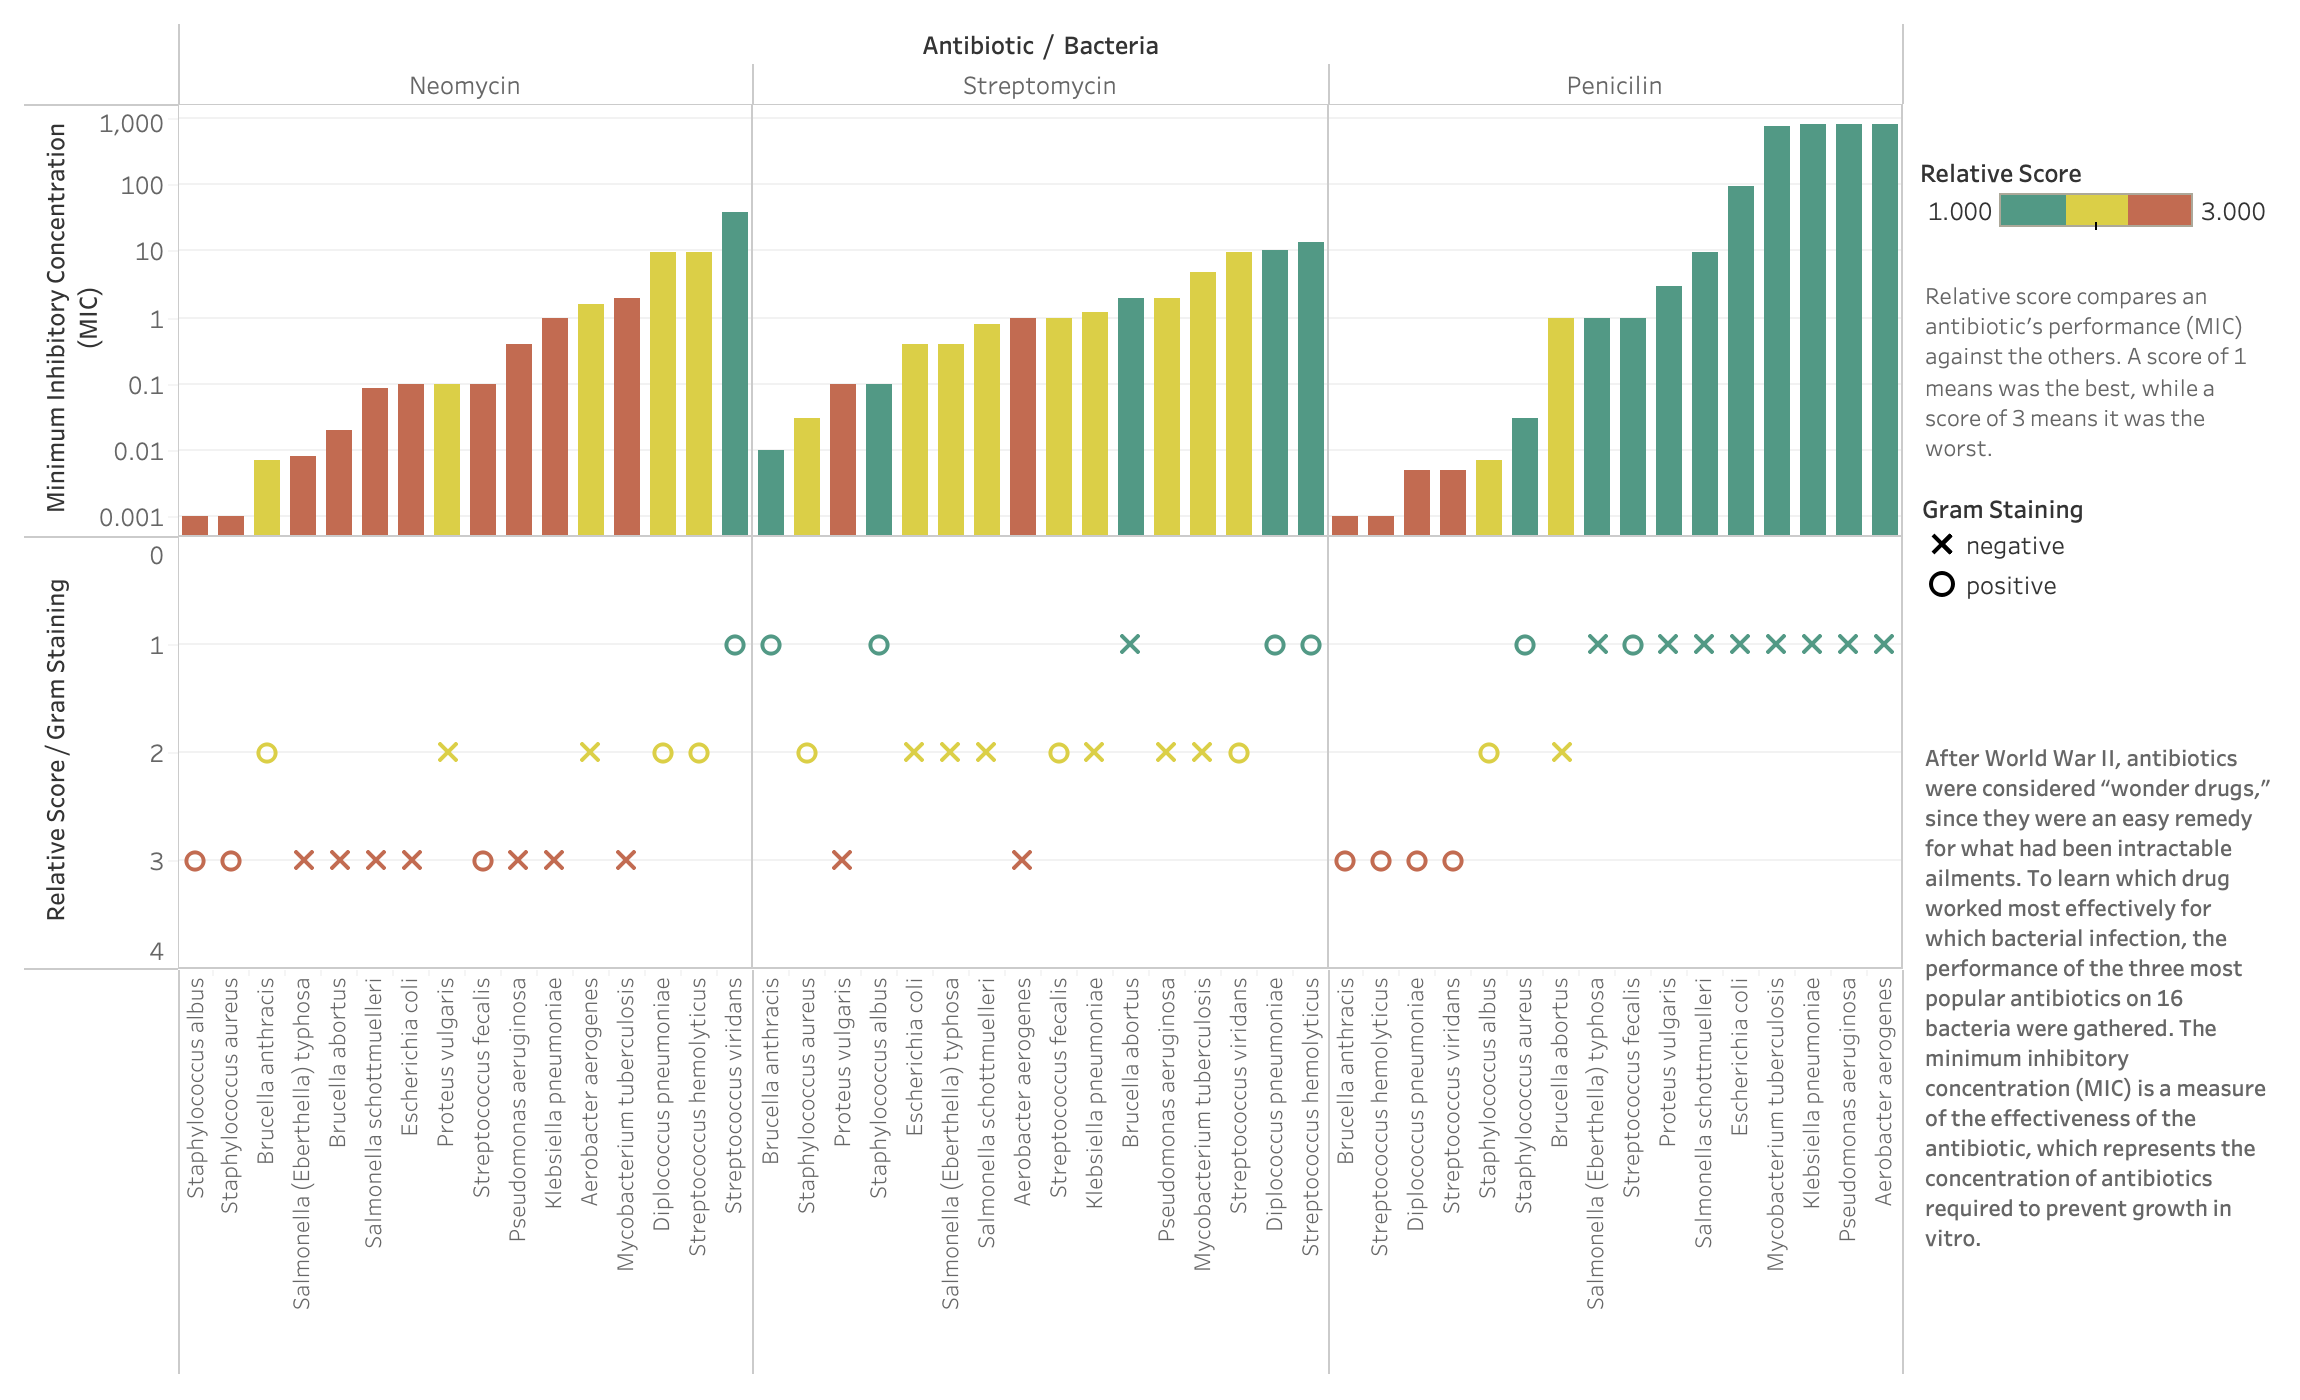 Antibiotic / Bacteria
Neomycin
Streptomycin
Penicilin
Minimum Inhibitory Concentration
(MIC)
1,000
100
10
1
0.1
0.01
0.001
Relative Score / Gram Staining
0
1
2
3
4
Staphylococcus albus
Staphylococcus aureus
Brucella anthracis
Salmonella (Eberthella) typhosa
Brucella abortus
Salmonella schottmuelleri
Escherichia coli
Proteus vulgaris
Streptococcus fecalis
Pseudomonas aeruginosa
Klebsiella pneumoniae
Aerobacter aerogenes
Mycobacterium tuberculosis
Diplococcus pneumoniae
Streptococcus hemolyticus
Streptococcus viridans
Brucella anthracis
Staphylococcus aureus
Proteus vulgaris
Staphylococcus albus
Escherichia coli
Salmonella (Eberthella) typhosa
Salmonella schottmuelleri
Aerobacter aerogenes
Streptococcus fecalis
Klebsiella pneumoniae
Brucella abortus
Pseudomonas aeruginosa
Mycobacterium tuberculosis
Streptococcus viridans
Diplococcus pneumoniae
Streptococcus hemolyticus
Brucella anthracis
Streptococcus hemolyticus
Diplococcus pneumoniae
Streptococcus viridans
Staphylococcus albus
Staphylococcus aureus
Brucella abortus
Salmonella (Eberthella) typhosa
Streptococcus fecalis
Proteus vulgaris
Salmonella schottmuelleri
Escherichia coli
Mycobacterium tuberculosis
Klebsiella pneumoniae
Pseudomonas aeruginosa
Aerobacter aerogenes
Relative Score
1.000 3.000
Relative score compares an
antibiotic's performance (MIC)
against the others. A score of 1
means was the best, while a
score of 3 means it was the
worst.
Gram Staining
negative
positive
After World War II, antibiotics
were considered “wonder drugs,”
since they were an easy remedy
for what had been intractable
ailments. To learn which drug
worked most effectively for
which bacterial infection, the
performance of the three most
popular antibiotics on 16
bacteria were gathered. The
minimum inhibitory
concentration (MIC) is a measure
of the effectiveness of the
antibiotic, which represents the
concentration of antibiotics
required to prevent growth in
vitro.